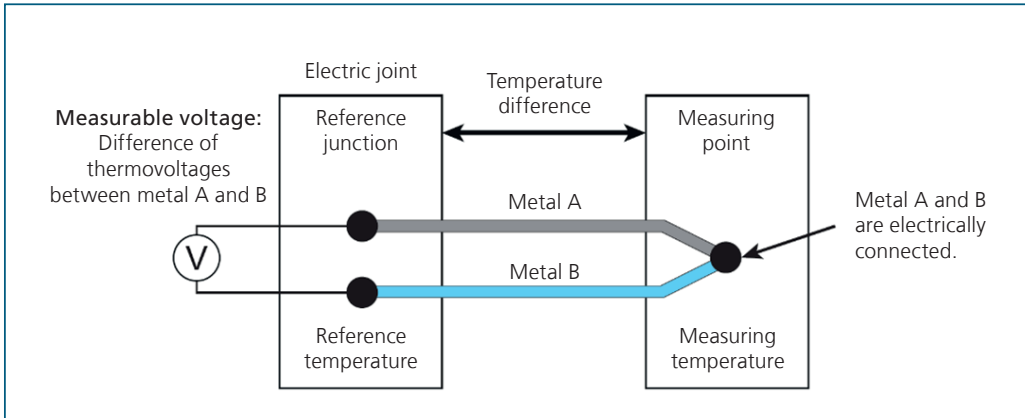 Electric joint
Temperature
difference
Measurable voltage:
Difference of
thermovoltages
between metal A and B
Reference
junction
Measuring
point
Metal A
Metal B
Metal A and B
are electrically
connected.
V
Reference
temperature
Measuring
temperature